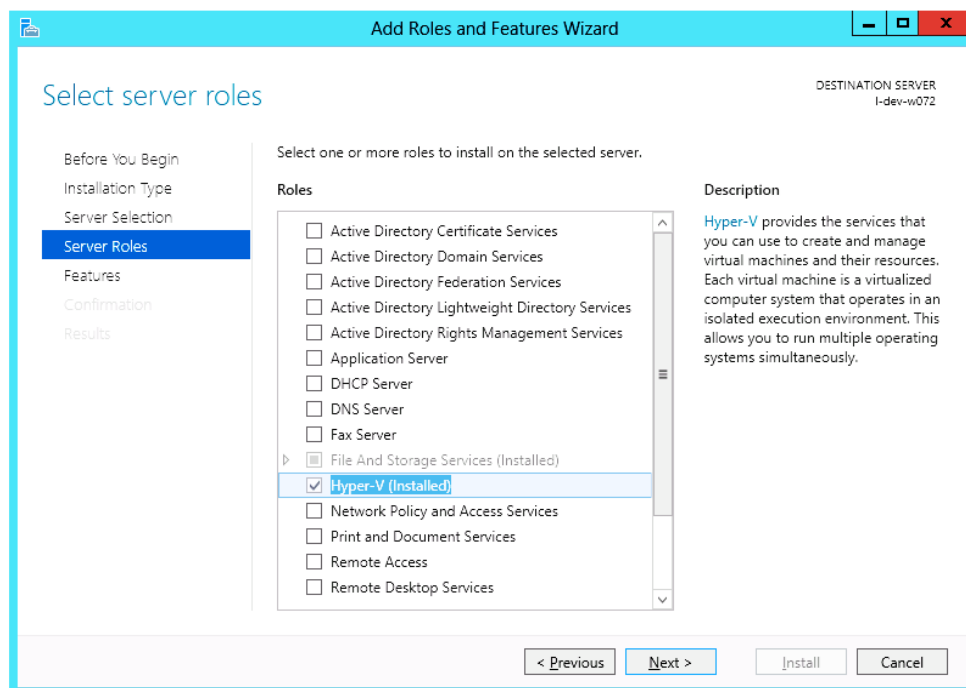 Add Roles and Features Wizard
Select server roles
DESTINATION SERVER
l-dev-w072
Before You Begin
Installation Type
Server Selection
Server Roles
Features
Confirmation
Results
Select one or more roles to install on the selected server.
Roles
Active Directory Certificate Services
Active Directory Domain Services
Active Directory Federation Services
Active Directory Lightweight Directory Services
Active Directory Rights Management Services
Application Server
DHCP Server
DNS Server
Fax Server
File And Storage Services (Installed)
Hyper-V (Installed)
Network Policy and Access Services
Print and Document Services
Remote Access
Remote Desktop Services
Description
Hyper-V provides the services that
you can use to create and manage
virtual machines and their resources.
Each virtual machine is a virtualized
computer system that operates in an
isolated execution environment. This
allows you to run multiple operating
systems simultaneously.
< Previous
Next >
Install
Cancel